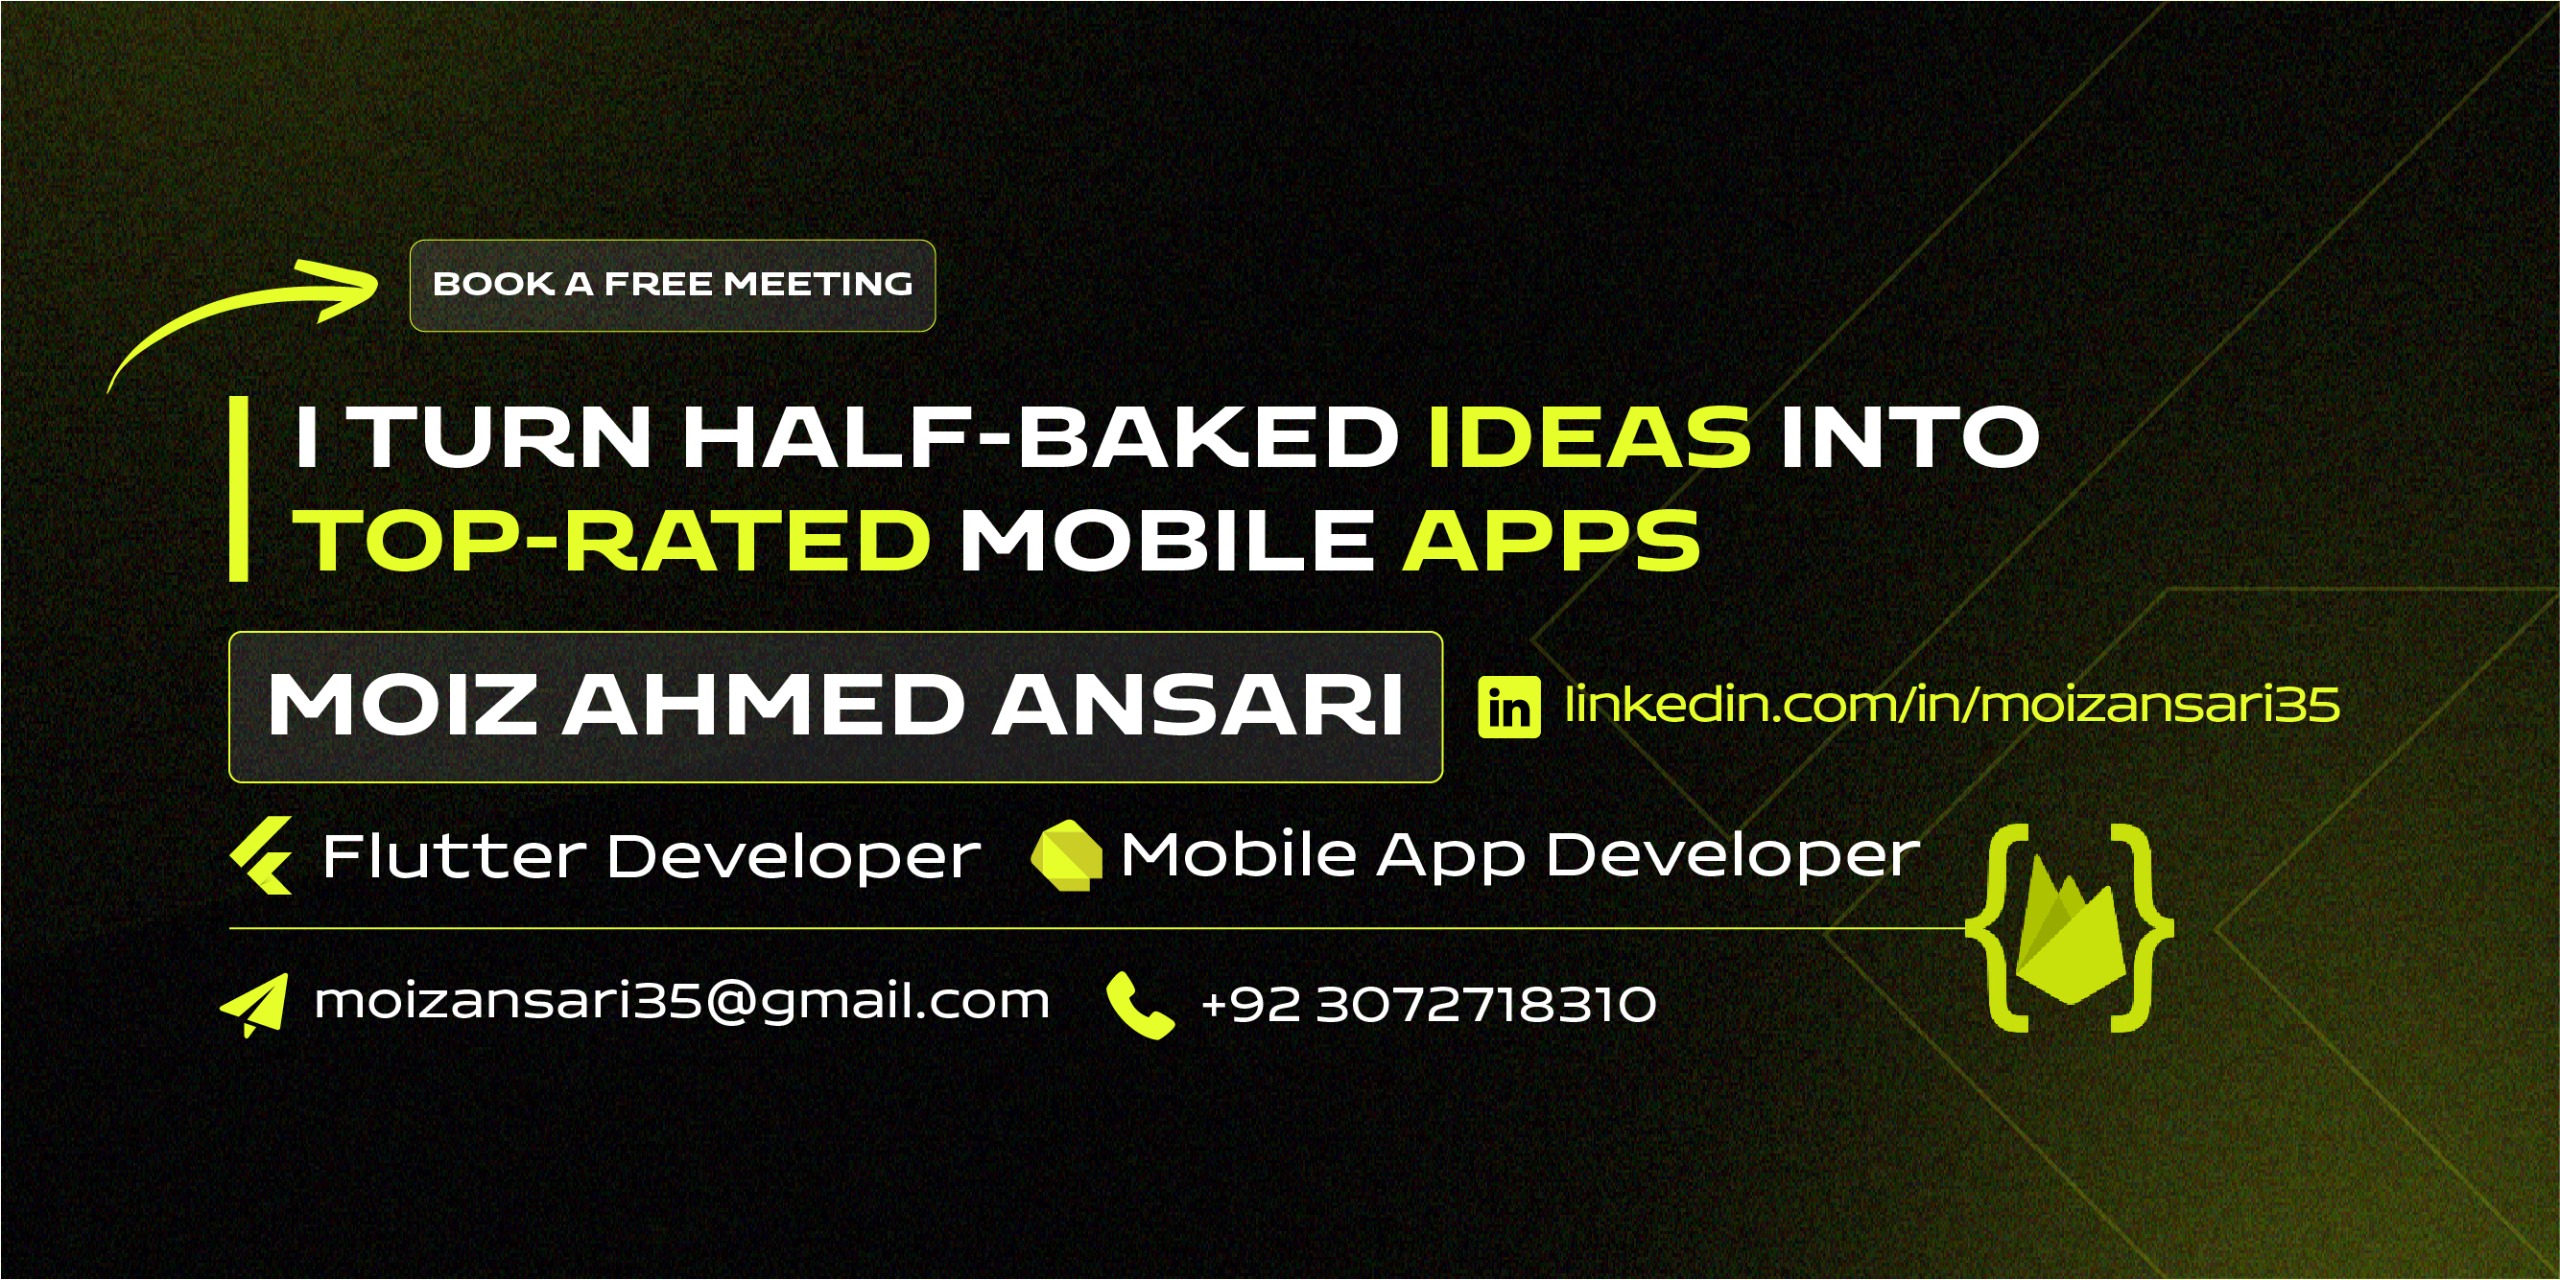 BOOK A FREE MEETING
I TURN HALF-BAKED IDEAS INTO
TOP-RATED MOBILE APPS
MOIZ AHMED ANSARI
in linkedin.com/in/moizansari35
Flutter Developer Mobile App Developer
moizansari35@gmail.com +92 3072718310